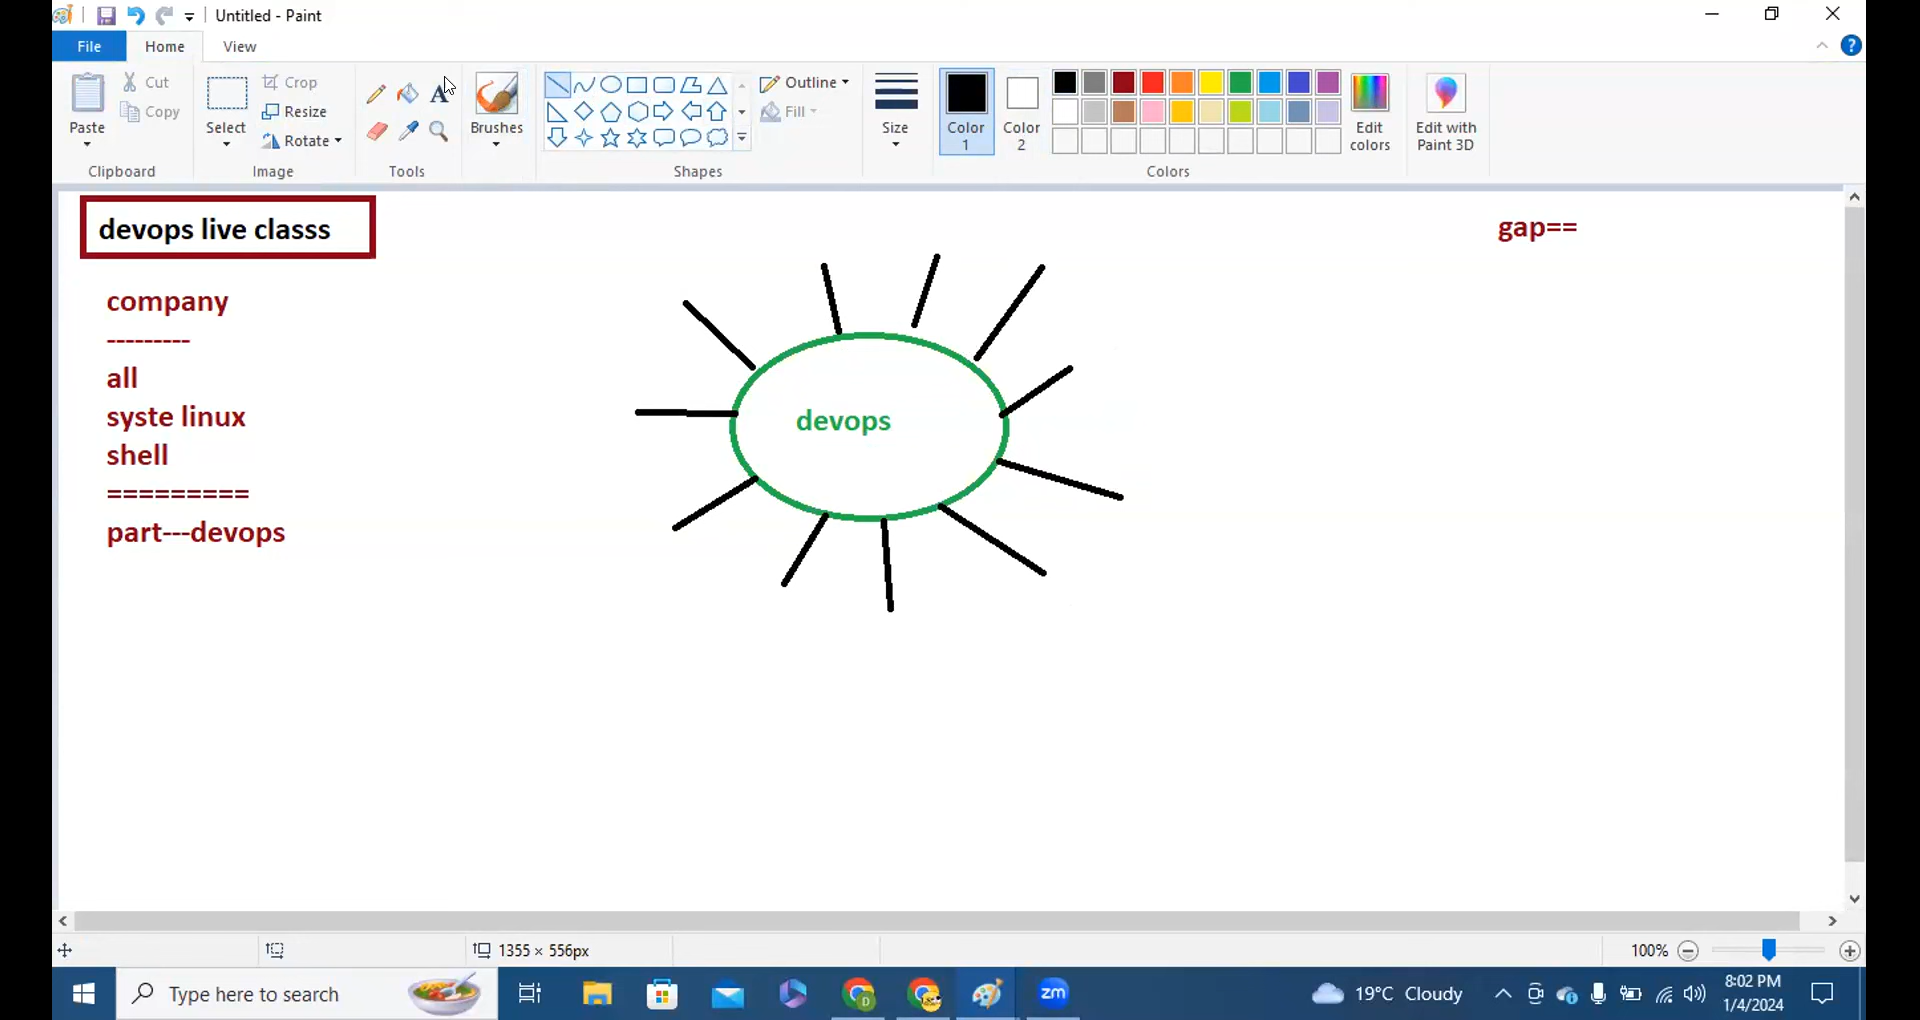 Untitled - Paint
File Home View
Paste
Cut
Copy
Clipboard
Select
Crop
Resize
Rotate
Image
A
Tools
Brushes
Shapes
Outline
Fill
Size
Color 1
Color 2
Colors
Edit colors
Edit with Paint 3D
devops live classs
gap==
company
---------
all
syste linux
shell
=========
part---devops
devops
1355 × 556px
100%
Type here to search
D
zm
19°C Cloudy
8:02 PM
1/4/2024